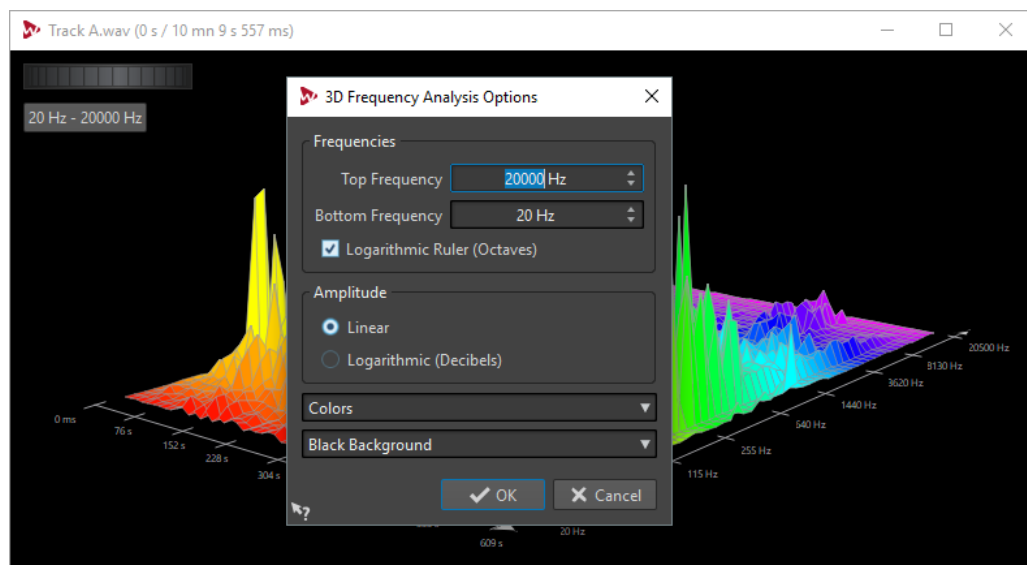 Track A.wav (0 s / 10 mn 9 s 557 ms)
20 Hz - 20000 Hz
3D Frequency Analysis Options
Frequencies
Top Frequency 20000 Hz
Bottom Frequency 20 Hz
Logarithmic Ruler (Octaves)
Amplitude
Linear
Logarithmic (Decibels)
Colors
Black Background
OK Cancel
?
0 ms
76 s
152 s
228 s
304 s
609 s
20 Hz
115 Hz
255 Hz
540 Hz
1440 Hz
3620 Hz
8130 Hz
20500 Hz